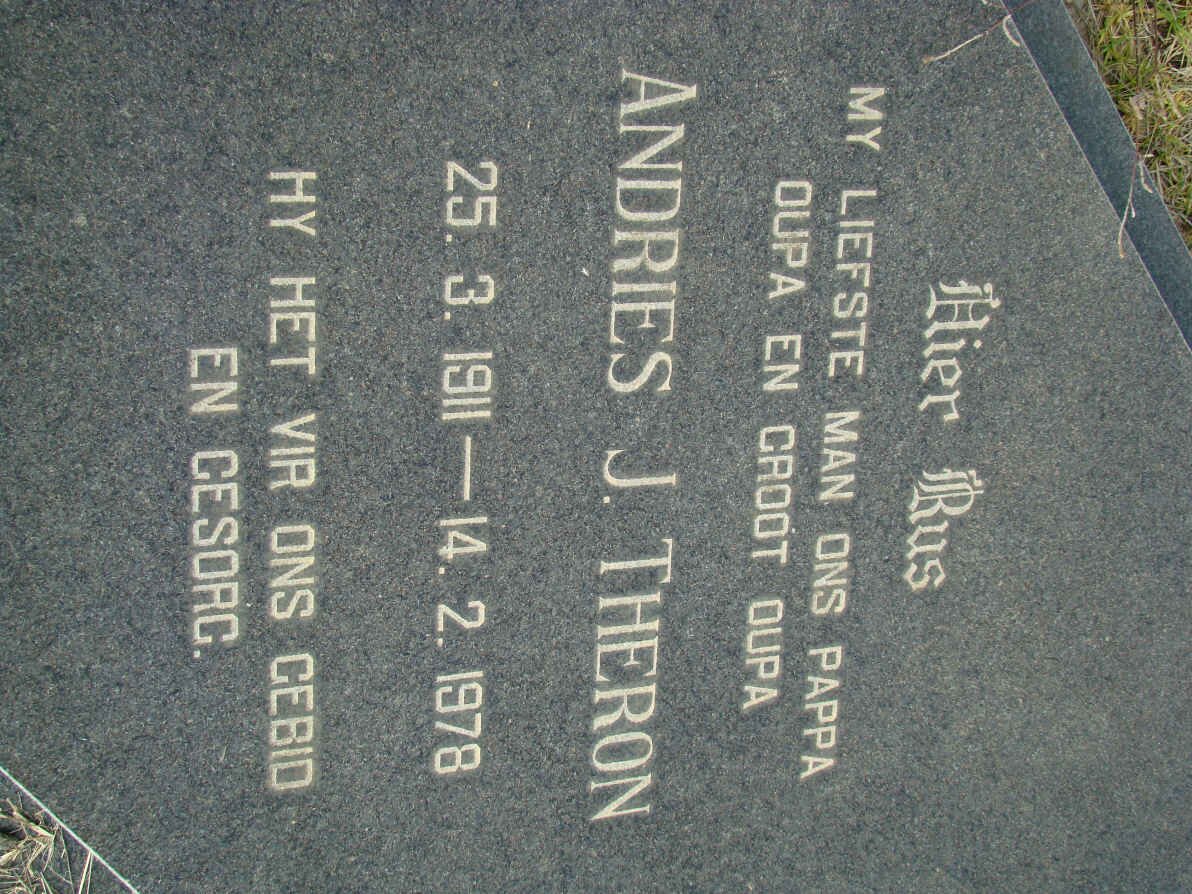 Hier Rus
MY LIEFSTE MAN ONS PAPPA
OUPA EN GROOT OUPA
ANDRIES J. THERON
25. 3. 1911 — 14. 2. 1978
HY HET VIR ONS GEBID
EN GESORG.